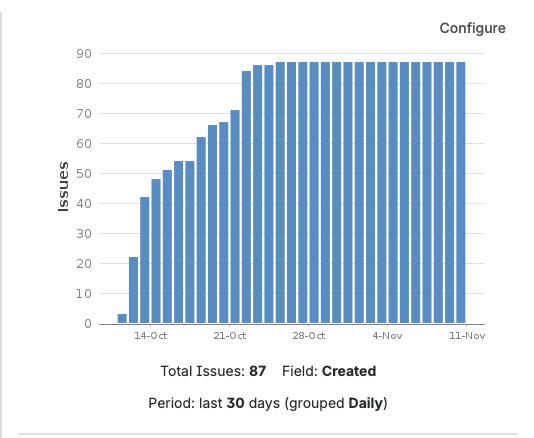 Configure
90
80
70
60
50
40
30
20
10
0
Issues
14-Oct 21-Oct 28-Oct 4-Nov 11-Nov
Total Issues: 87 Field: Created
Period: last 30 days (grouped Daily)